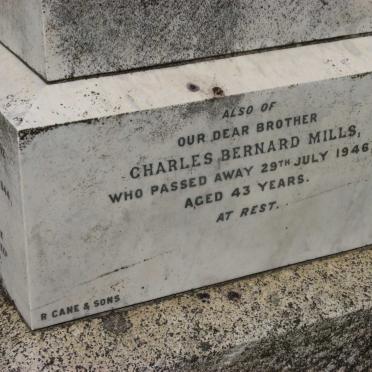 ALSO OF
OUR DEAR BROTHER
CHARLES BERNARD MILLS,
WHO PASSED AWAY 29TH JULY 1946
AGED 43 YEARS.
AT REST.
R CANE & SONS